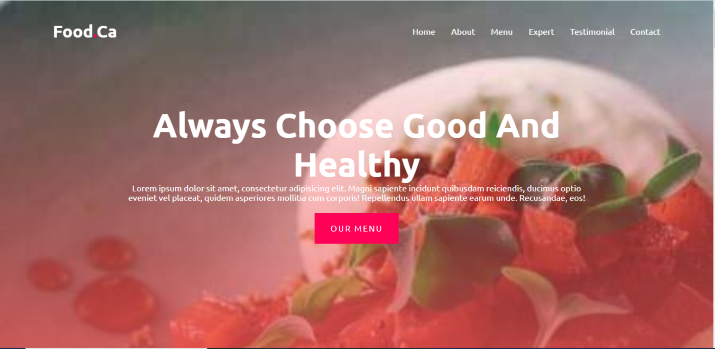 Food.Ca
Home About Menu Expert Testimonial Contact
Always Choose Good And
Healthy
Lorem ipsum dolor sit amet, consectetur adipisicing elit. Magni sapiente incidunt quibusdam reiciendis, ducimus optio
eveniet vel placeat, quidem asperiores mollitia cum corporis! Repellendus ullam sapiente earum unde. Recusandae, eos!
OUR MENU